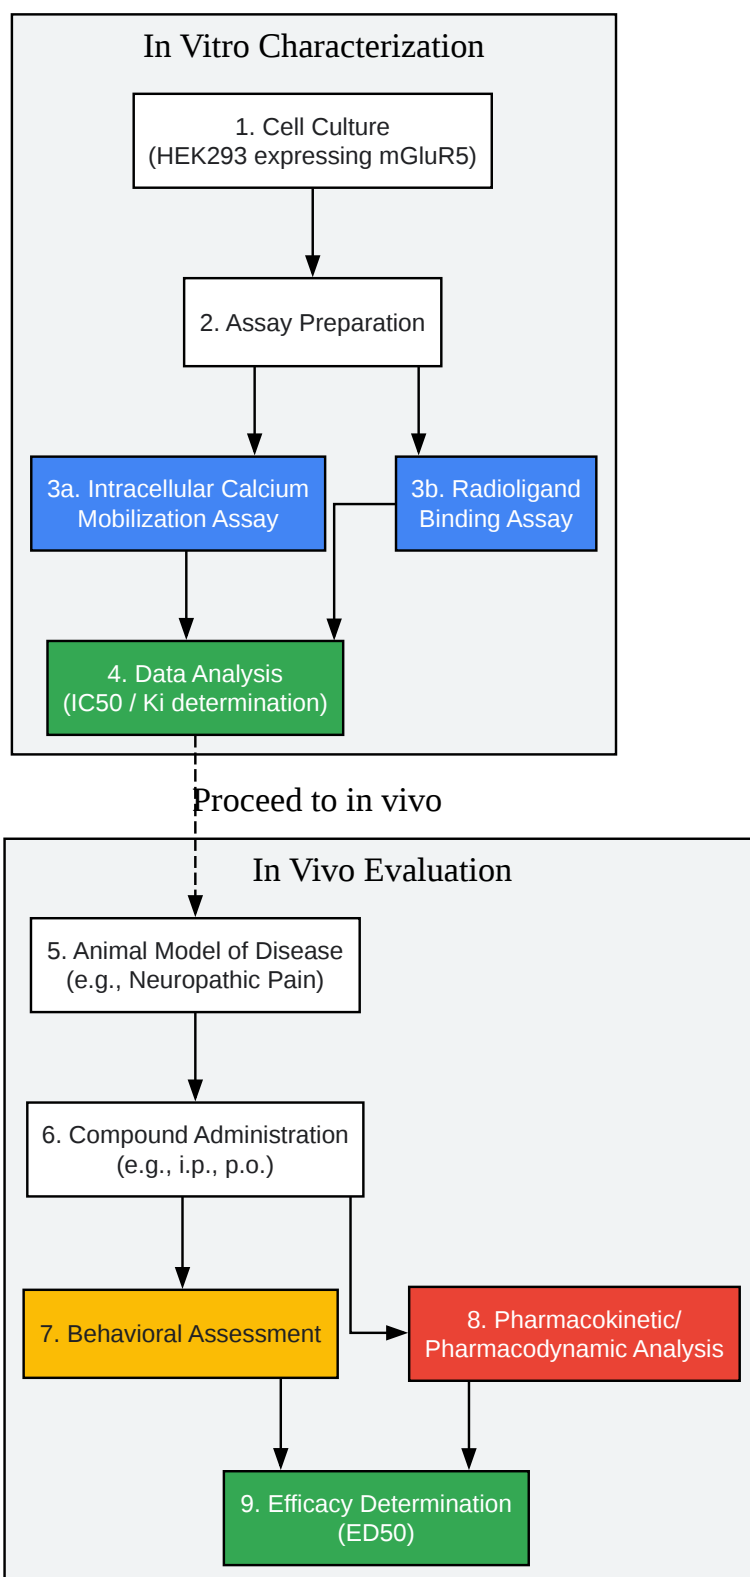 In Vitro Characterization
1. Cell Culture
(HEK293 expressing mGluR5)
2. Assay Preparation
3a. Intracellular Calcium
Mobilization Assay
3b. Radioligand
Binding Assay
4. Data Analysis
(IC50 / Ki determination)
Proceed to in vivo
In Vivo Evaluation
5. Animal Model of Disease
(e.g., Neuropathic Pain)
6. Compound Administration
(e.g., i.p., p.o.)
7. Behavioral Assessment
8. Pharmacokinetic/
Pharmacodynamic Analysis
9. Efficacy Determination
(ED50)